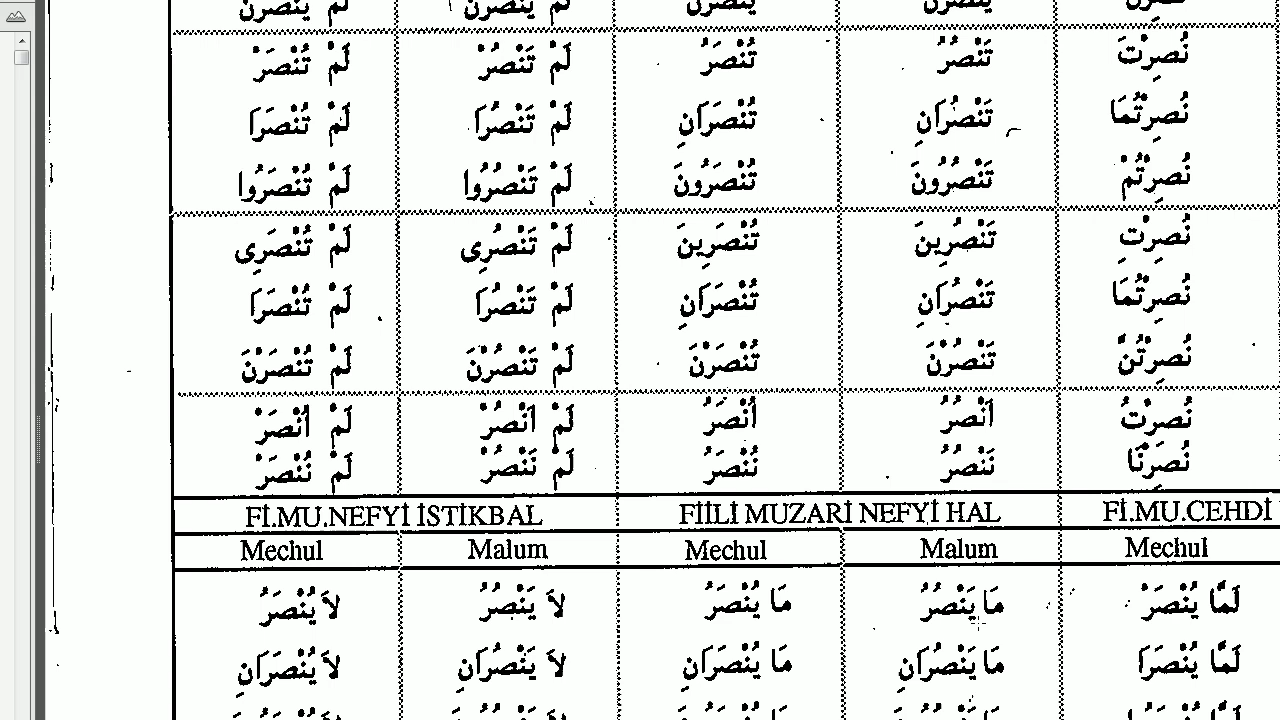 نُصِرْتَ تَنْصُرُ تُنْصَرُ لَمْ تَنْصُرْ لَمْ تُنْصَرْ
نُصِرْتُمَا تَنْصُرَانِ تُنْصَرَانِ لَمْ تَنْصُرَا لَمْ تُنْصَرَا
نُصِرْتُمْ تَنْصُرُونَ تُنْصَرُونَ لَمْ تَنْصُرُوا لَمْ تُنْصَرُوا
نُصِرْتِ تَنْصُرِينَ تُنْصَرِينَ لَمْ تَنْصُرِى لَمْ تُنْصَرِى
نُصِرْتُمَا تَنْصُرَانِ تُنْصَرَانِ لَمْ تَنْصُرَا لَمْ تُنْصَرَا
نُصِرْتُنَّ تَنْصُرْنَ تُنْصَرْنَ لَمْ تَنْصُرْنَ لَمْ تُنْصَرْنَ
نُصِرْتُ اَنْصُرُ اُنْصَرُ لَمْ اَنْصُرْ لَمْ اُنْصَرْ
نُصِرْنَا نَنْصُرُ نُنْصَرُ لَمْ نَنْصُرْ لَمْ نُنْصَرْ
Fİ.MU.NEFYİ İSTİKBAL FİİLİ MUZARİ NEFYİ HAL Fİ.MU.CEHDİ
Mechul Malum Mechul Malum Mechul
لَمَّا يُنْصَرْ مَا يَنْصُرُ مَا يُنْصَرُ لاَ يَنْصُرُ لاَ يُنْصَرُ
لَمَّا يُنْصَرَا مَا يَنْصُرَانِ مَا يُنْصَرَانِ لاَ يَنْصُرَانِ لاَ يُنْصَرَانِ